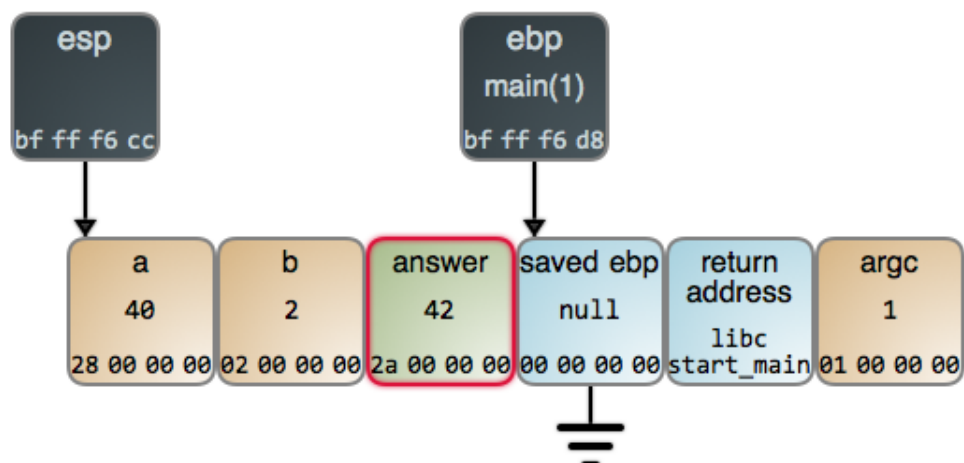 esp
bf ff f6 cc
ebp
main(1)
bf ff f6 d8
a
40
28 00 00 00
b
2
02 00 00 00
answer
42
2a 00 00 00
saved ebp
null
00 00 00 00
return
address
libc
start_main
argc
1
01 00 00 00